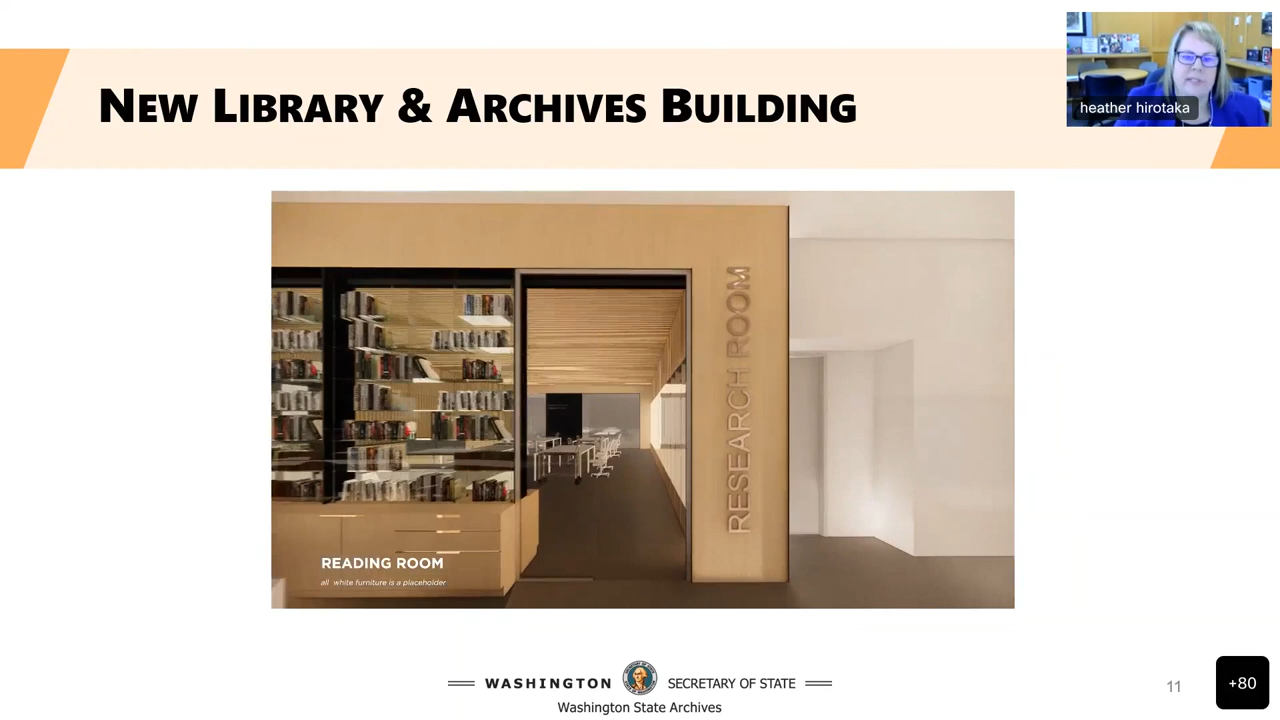 NEW LIBRARY & ARCHIVES BUILDING
heather hirotaka
RESEARCH ROOM
READING ROOM
all white furniture is a placeholder
WASHINGTON SECRETARY OF STATE
Washington State Archives
11
+80